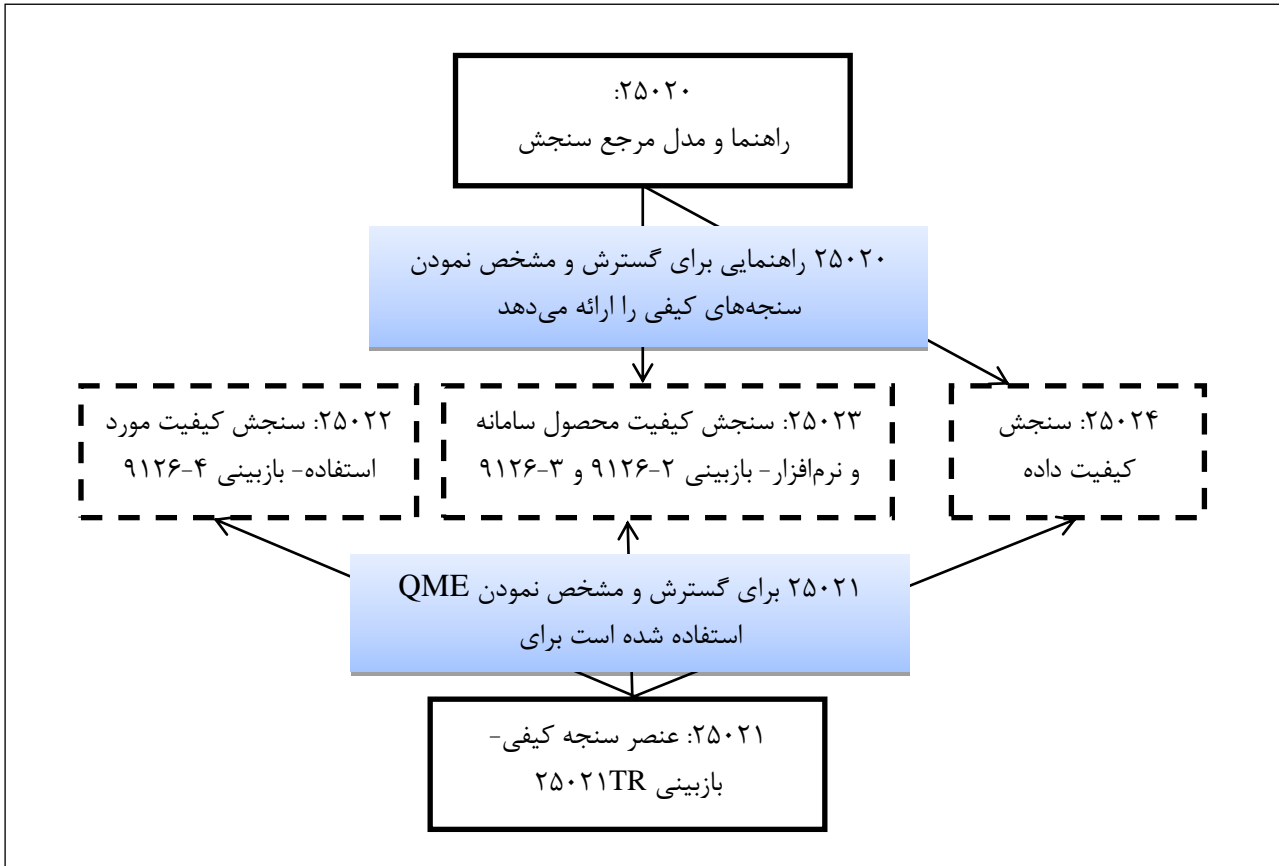 ۲۵۰۲۰:
راهنما و مدل مرجع سنجش
۲۵۰۲۰ راهنمایی برای گسترش و مشخص نمودن
سنجه‌های کیفی را ارائه می‌دهد
۲۵۰۲۴: سنجش
کیفیت داده
۲۵۰۲۳: سنجش کیفیت محصول سامانه
و نرم‌افزار- بازبینی ۲-۹۱۲۶ و ۳-۹۱۲۶
۲۵۰۲۲: سنجش کیفیت مورد
استفاده- بازبینی ۴-۹۱۲۶
۲۵۰۲۱ برای گسترش و مشخص نمودن QME
استفاده شده است برای
۲۵۰۲۱: عنصر سنجه کیفی-
بازبینی ۲۵۰۲۱TR